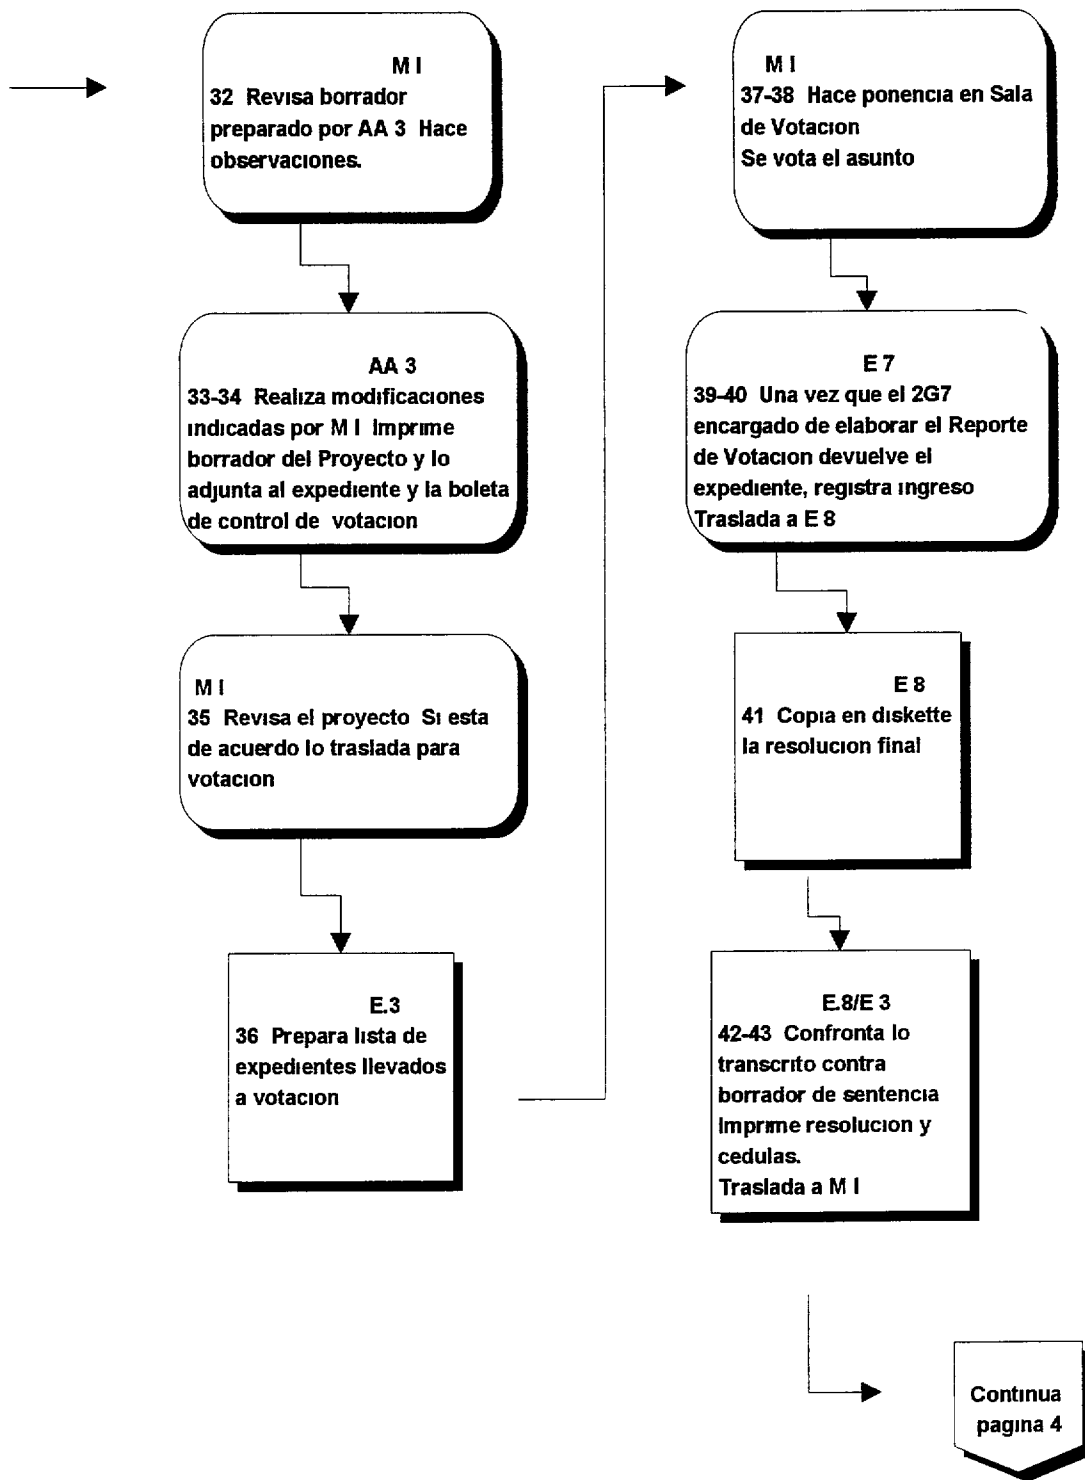 M I
32 Revisa borrador
preparado por AA 3 Hace
observaciones.
AA 3
33-34 Realiza modificaciones
indicadas por M I Imprime
borrador del Proyecto y lo
adjunta al expediente y la boleta
de control de votacion
M I
35 Revisa el proyecto Si esta
de acuerdo lo traslada para
votacion
E.3
36 Prepara lista de
expedientes llevados
a votacion
M I
37-38 Hace ponencia en Sala
de Votacion
Se vota el asunto
E 7
39-40 Una vez que el 2G7
encargado de elaborar el Reporte
de Votacion devuelve el
expediente, registra ingreso
Traslada a E 8
E 8
41 Copia en diskette
la resolucion final
E.8/E 3
42-43 Confronta lo
transcrito contra
borrador de sentencia
Imprime resolucion y
cedulas.
Traslada a M I
Continua
pagina 4